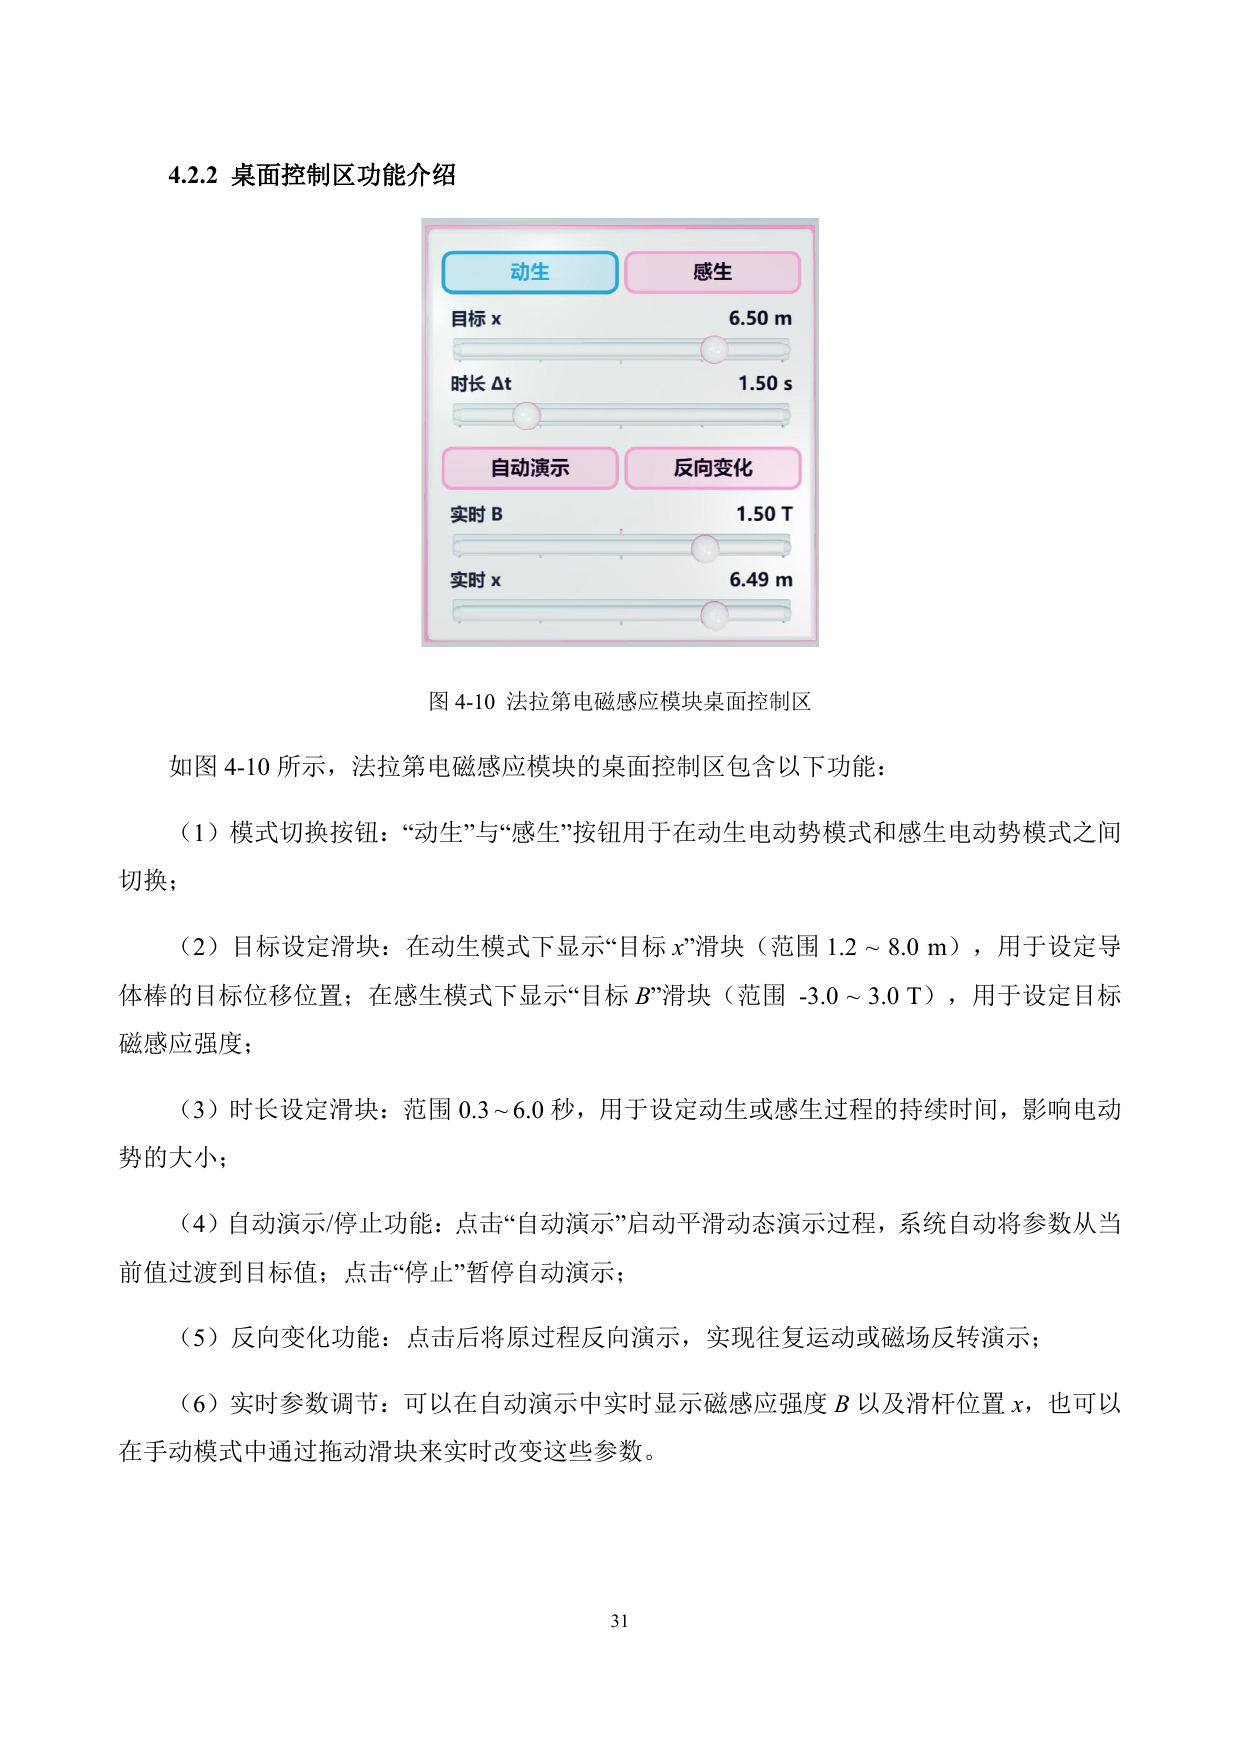 4.2.2 桌面控制区功能介绍
动生 感生
目标 x 6.50 m
时长 Δt 1.50 s
自动演示 反向变化
实时 B 1.50 T
实时 x 6.49 m
图 4-10 法拉第电磁感应模块桌面控制区
如图 4-10 所示，法拉第电磁感应模块的桌面控制区包含以下功能：
（1）模式切换按钮：“动生”与“感生”按钮用于在动生电动势模式和感生电动势模式之间
切换；
（2）目标设定滑块：在动生模式下显示“目标 x”滑块（范围 1.2 ~ 8.0 m），用于设定导
体棒的目标位移位置；在感生模式下显示“目标 B”滑块（范围 -3.0 ~ 3.0 T），用于设定目标
磁感应强度；
（3）时长设定滑块：范围 0.3 ~ 6.0 秒，用于设定动生或感生过程的持续时间，影响电动
势的大小；
（4）自动演示/停止功能：点击“自动演示”启动平滑动态演示过程，系统自动将参数从当
前值过渡到目标值；点击“停止”暂停自动演示；
（5）反向变化功能：点击后将原过程反向演示，实现往复运动或磁场反转演示；
（6）实时参数调节：可以在自动演示中实时显示磁感应强度 B 以及滑杆位置 x，也可以
在手动模式中通过拖动滑块来实时改变这些参数。
31